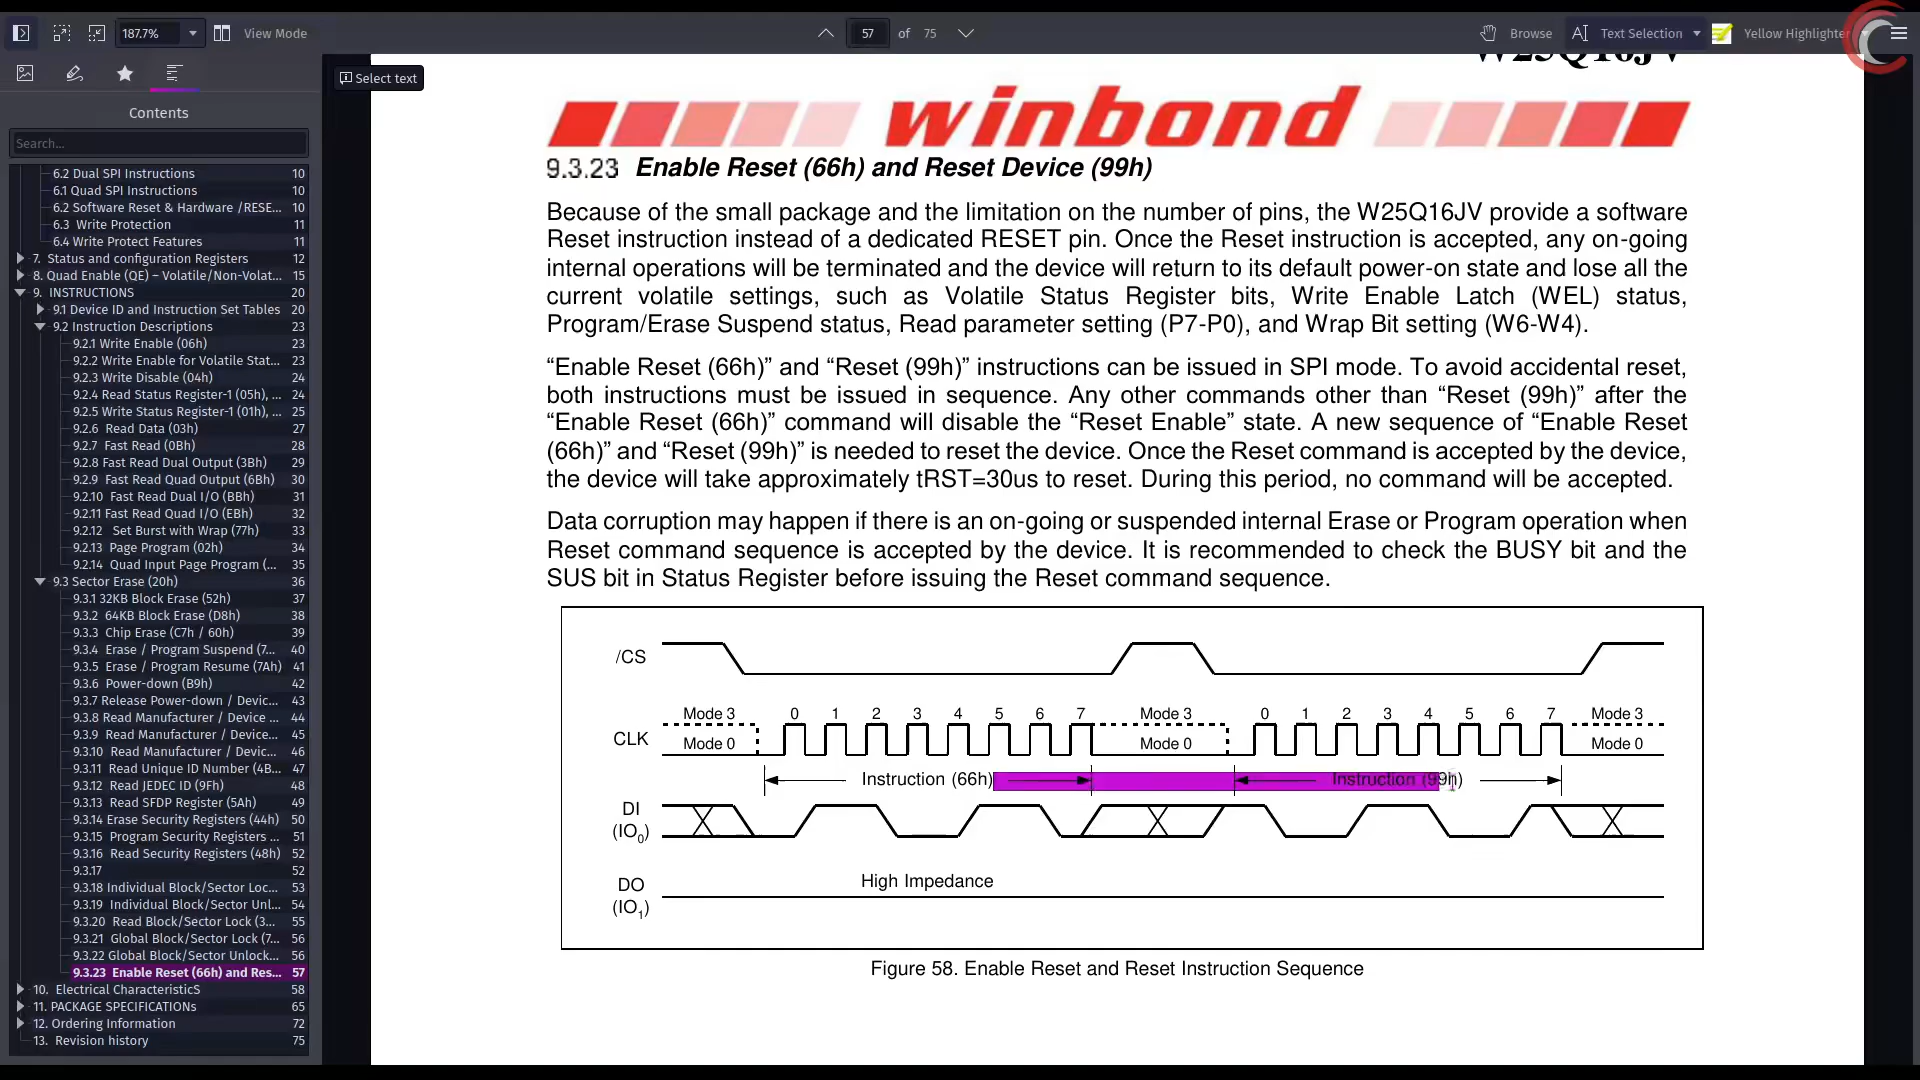 187.7%
View Mode
57 of 75
Browse
Text Selection
Yellow Highlighter
Select text
Contents
Search...
6.2 Dual SPI Instructions 10
6.1 Quad SPI Instructions 10
6.2 Software Reset & Hardware /RESE... 10
6.3 Write Protection 11
6.4 Write Protect Features 11
7. Status and configuration Registers 12
8. Quad Enable (QE) – Volatile/Non-Volat... 15
9. INSTRUCTIONS 20
9.1 Device ID and Instruction Set Tables 20
9.2 Instruction Descriptions 23
9.2.1 Write Enable (06h) 23
9.2.2 Write Enable for Volatile Stat... 23
9.2.3 Write Disable (04h) 24
9.2.4 Read Status Register-1 (05h), ... 24
9.2.5 Write Status Register-1 (01h), ... 25
9.2.6 Read Data (03h) 27
9.2.7 Fast Read (0Bh) 28
9.2.8 Fast Read Dual Output (3Bh) 29
9.2.9 Fast Read Quad Output (6Bh) 30
9.2.10 Fast Read Dual I/O (BBh) 31
9.2.11 Fast Read Quad I/O (EBh) 32
9.2.12 Set Burst with Wrap (77h) 33
9.2.13 Page Program (02h) 34
9.2.14 Quad Input Page Program (... 35
9.3 Sector Erase (20h) 36
9.3.1 32KB Block Erase (52h) 37
9.3.2 64KB Block Erase (D8h) 38
9.3.3 Chip Erase (C7h / 60h) 39
9.3.4 Erase / Program Suspend (7... 40
9.3.5 Erase / Program Resume (7Ah) 41
9.3.6 Power-down (B9h) 42
9.3.7 Release Power-down / Devic... 43
9.3.8 Read Manufacturer / Device ... 44
9.3.9 Read Manufacturer / Device... 45
9.3.10 Read Manufacturer / Devic... 46
9.3.11 Read Unique ID Number (4B... 47
9.3.12 Read JEDEC ID (9Fh) 48
9.3.13 Read SFDP Register (5Ah) 49
9.3.14 Erase Security Registers (44h) 50
9.3.15 Program Security Registers ... 51
9.3.16 Read Security Registers (48h) 52
9.3.17 52
9.3.18 Individual Block/Sector Loc... 53
9.3.19 Individual Block/Sector Unl... 54
9.3.20 Read Block/Sector Lock (3... 55
9.3.21 Global Block/Sector Lock (7... 56
9.3.22 Global Block/Sector Unlock... 56
9.3.23 Enable Reset (66h) and Res... 57
10. Electrical CharacteristicS 58
11. PACKAGE SPECIFICATIONs 65
12. Ordering Information 72
13. Revision history 75
W25Q16JV
winbond
9.3.23 Enable Reset (66h) and Reset Device (99h)
Because of the small package and the limitation on the number of pins, the W25Q16JV provide a software
Reset instruction instead of a dedicated RESET pin. Once the Reset instruction is accepted, any on-going
internal operations will be terminated and the device will return to its default power-on state and lose all the
current volatile settings, such as Volatile Status Register bits, Write Enable Latch (WEL) status,
Program/Erase Suspend status, Read parameter setting (P7-P0), and Wrap Bit setting (W6-W4).
“Enable Reset (66h)” and “Reset (99h)” instructions can be issued in SPI mode. To avoid accidental reset,
both instructions must be issued in sequence. Any other commands other than “Reset (99h)” after the
“Enable Reset (66h)” command will disable the “Reset Enable” state. A new sequence of “Enable Reset
(66h)” and “Reset (99h)” is needed to reset the device. Once the Reset command is accepted by the device,
the device will take approximately tRST=30us to reset. During this period, no command will be accepted.
Data corruption may happen if there is an on-going or suspended internal Erase or Program operation when
Reset command sequence is accepted by the device. It is recommended to check the BUSY bit and the
SUS bit in Status Register before issuing the Reset command sequence.
/CS
Mode 3 0 1 2 3 4 5 6 7 Mode 3 0 1 2 3 4 5 6 7 Mode 3
CLK
Mode 0 Mode 0 Mode 0
Instruction (66h) Instruction (99h)
DI
(IO0)
High Impedance
DO
(IO1)
Figure 58. Enable Reset and Reset Instruction Sequence